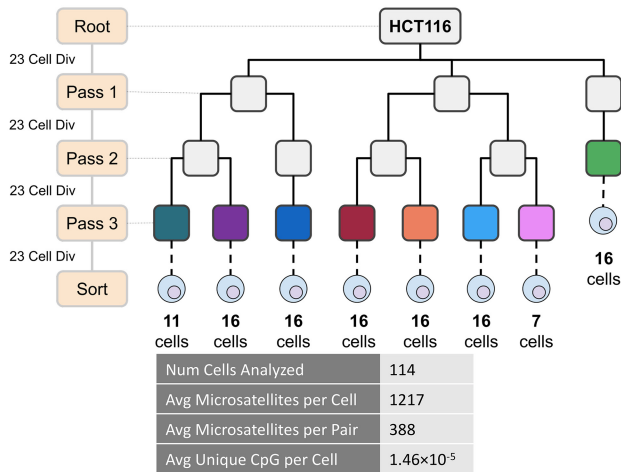 Root
HCT116
23 Cell Div
Pass 1
23 Cell Div
Pass 2
23 Cell Div
Pass 3
23 Cell Div
16
cells
Sort
11 16 16 16 16 16 7
cells cells cells cells cells cells cells
Num Cells Analyzed 114
Avg Microsatellites per Cell 1217
Avg Microsatellites per Pair 388
Avg Unique CpG per Cell 1.46×10⁻⁵